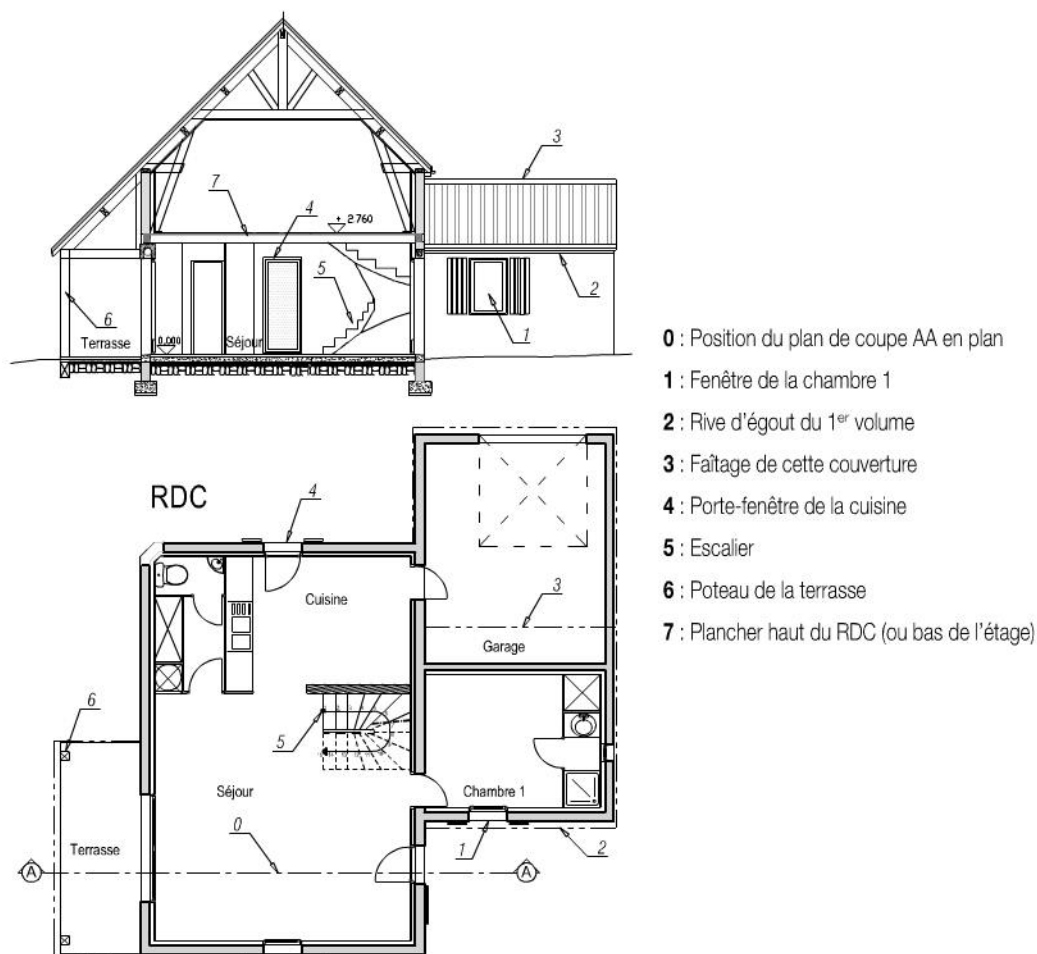 3
7
4
+ 2760
5
2
1
6
Terrasse
0.000
Séjour
0 : Position du plan de coupe AA en plan
1 : Fenêtre de la chambre 1
2 : Rive d'égout du 1er volume
3 : Faîtage de cette couverture
4 : Porte-fenêtre de la cuisine
5 : Escalier
6 : Poteau de la terrasse
7 : Plancher haut du RDC (ou bas de l'étage)
RDC
4
Cuisine
3
Garage
6
5
Séjour
Chambre 1
0
1
2
Terrasse
A
A